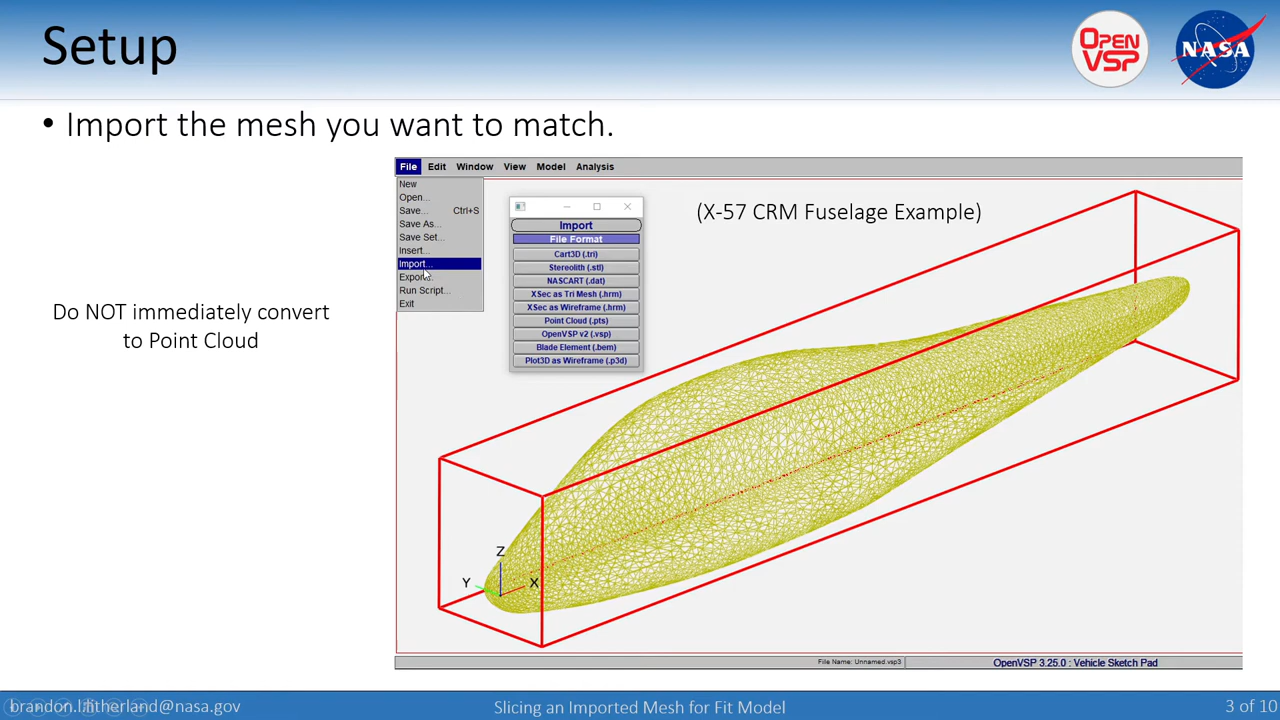 Setup
OPEN
VSP
NASA
• Import the mesh you want to match.
File Edit Window View Model Analysis
New
Open...
Save... Ctrl+S
Save As...
Save Set...
Insert...
Import...
Export...
Run Script...
Exit
Import
File Format
Cart3D (.tri)
Stereolith (.stl)
NASCART (.dat)
XSec as Tri Mesh (.hrm)
XSec as Wireframe (.hrm)
Point Cloud (.pts)
OpenVSP v2 (.vsp)
Blade Element (.bem)
Plot3D as Wireframe (.p3d)
(X-57 CRM Fuselage Example)
Do NOT immediately convert
to Point Cloud
Z
Y
X
File Name: Unnamed.vsp3
OpenVSP 3.25.0 : Vehicle Sketch Pad
brandon.l.litherland@nasa.gov
Slicing an Imported Mesh for Fit Model
3 of 10